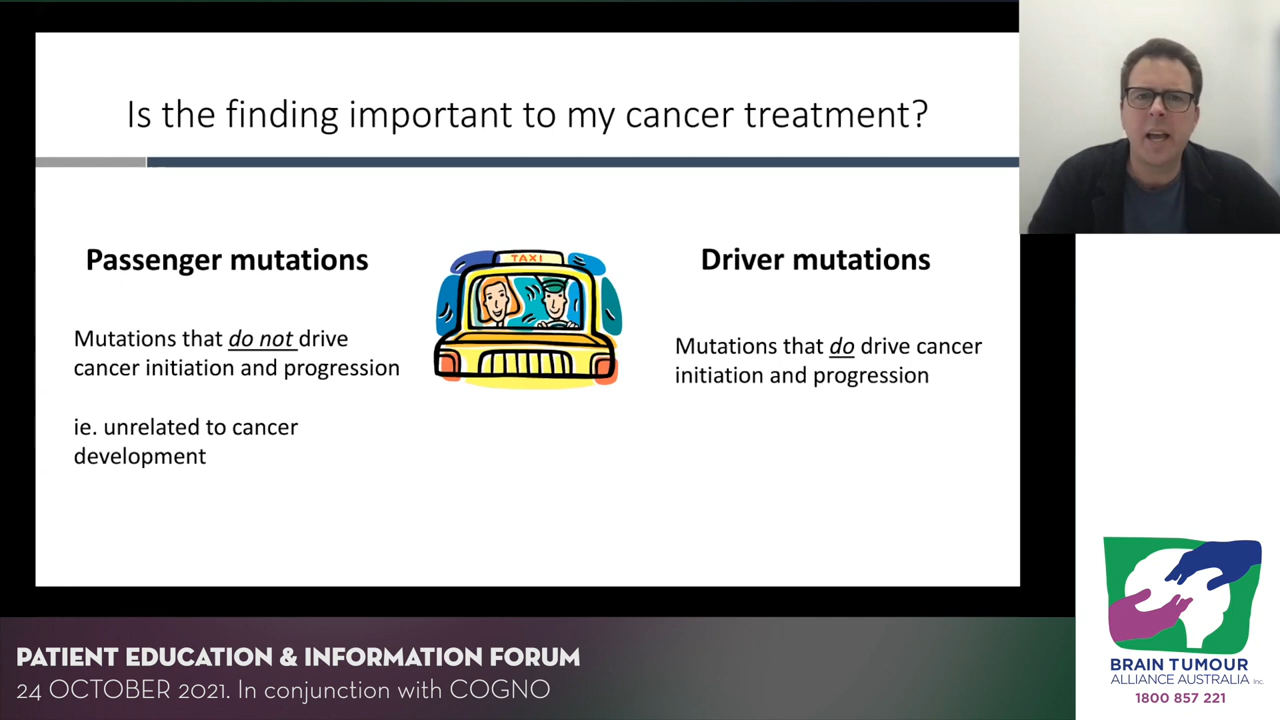 Is the finding important to my cancer treatment?
Passenger mutations
Mutations that do not drive
cancer initiation and progression
ie. unrelated to cancer
development
TAXI
Driver mutations
Mutations that do drive cancer
initiation and progression
BRAIN TUMOUR
ALLIANCE AUSTRALIA Inc.
1800 857 221
PATIENT EDUCATION & INFORMATION FORUM
24 OCTOBER 2021. In conjunction with COGNO